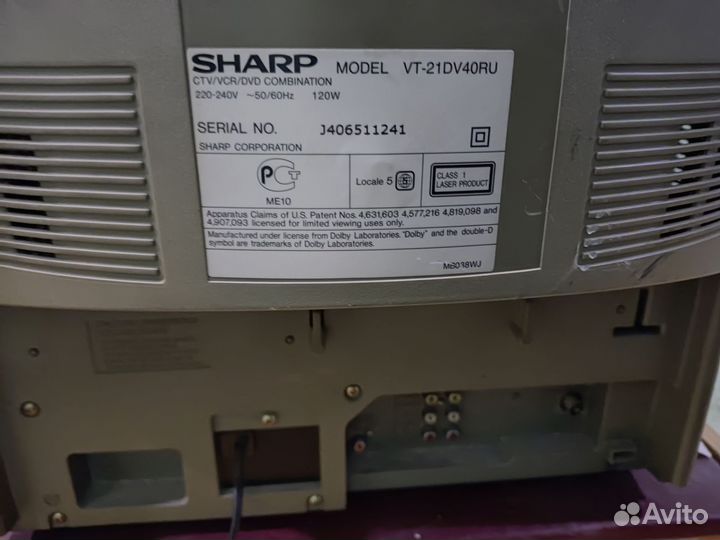 SHARP MODEL VT-21DV40RU
CTV/VCR/DVD COMBINATION
220-240V ~50/60Hz 120W
SERIAL NO. J406511241
SHARP CORPORATION
PCT
ME10
Locale 5 5
CLASS 1
LASER PRODUCT
Apparatus Claims of U.S. Patent Nos. 4,631,603 4,577,216 4,819,098 and
4,907,093 licensed for limited viewing uses only.
Manufactured under license from Dolby Laboratories. "Dolby" and the double-D
symbol are trademarks of Dolby Laboratories.
MB038WJ
Avito